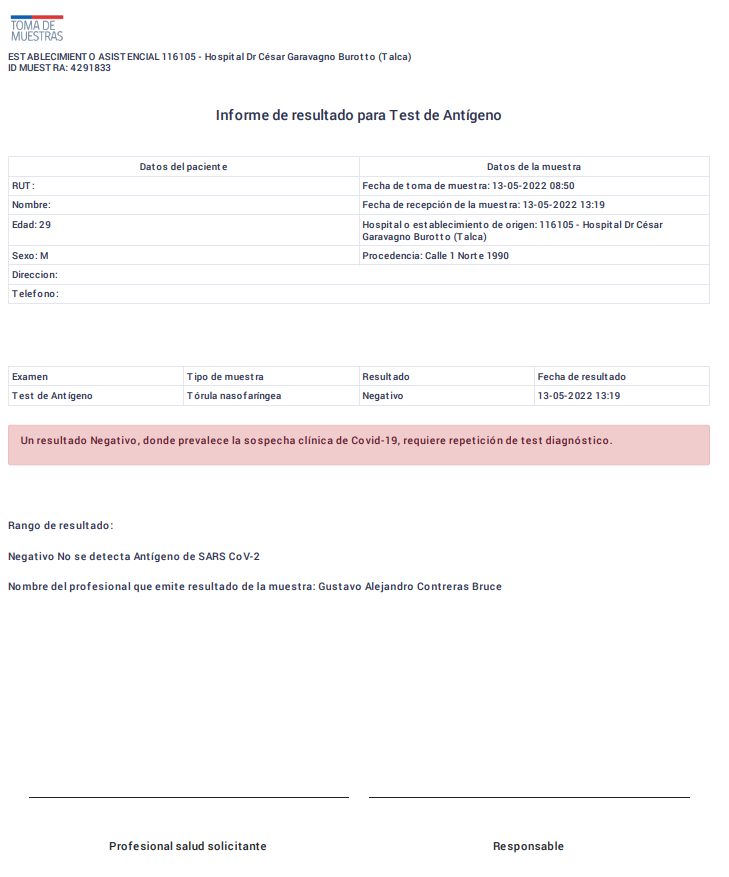 TOMA DE
MUESTRAS
ESTABLECIMIENTO ASISTENCIAL 116105 - Hospital Dr César Garavagno Burotto (Talca)
ID MUESTRA: 4291833
Informe de resultado para Test de Antígeno
Datos del paciente
Datos de la muestra
RUT:
Fecha de toma de muestra: 13-05-2022 08:50
Nombre:
Fecha de recepción de la muestra: 13-05-2022 13:19
Edad: 29
Hospital o establecimiento de origen: 116105 - Hospital Dr César
Garavagno Burotto (Talca)
Sexo: M
Procedencia: Calle 1 Norte 1990
Direccion:
Telefono:
Examen
Tipo de muestra
Resultado
Fecha de resultado
Test de Antígeno
Tórula nasofaríngea
Negativo
13-05-2022 13:19
Un resultado Negativo, donde prevalece la sospecha clínica de Covid-19, requiere repetición de test diagnóstico.
Rango de resultado:
Negativo No se detecta Antígeno de SARS CoV-2
Nombre del profesional que emite resultado de la muestra: Gustavo Alejandro Contreras Bruce
Profesional salud solicitante
Responsable